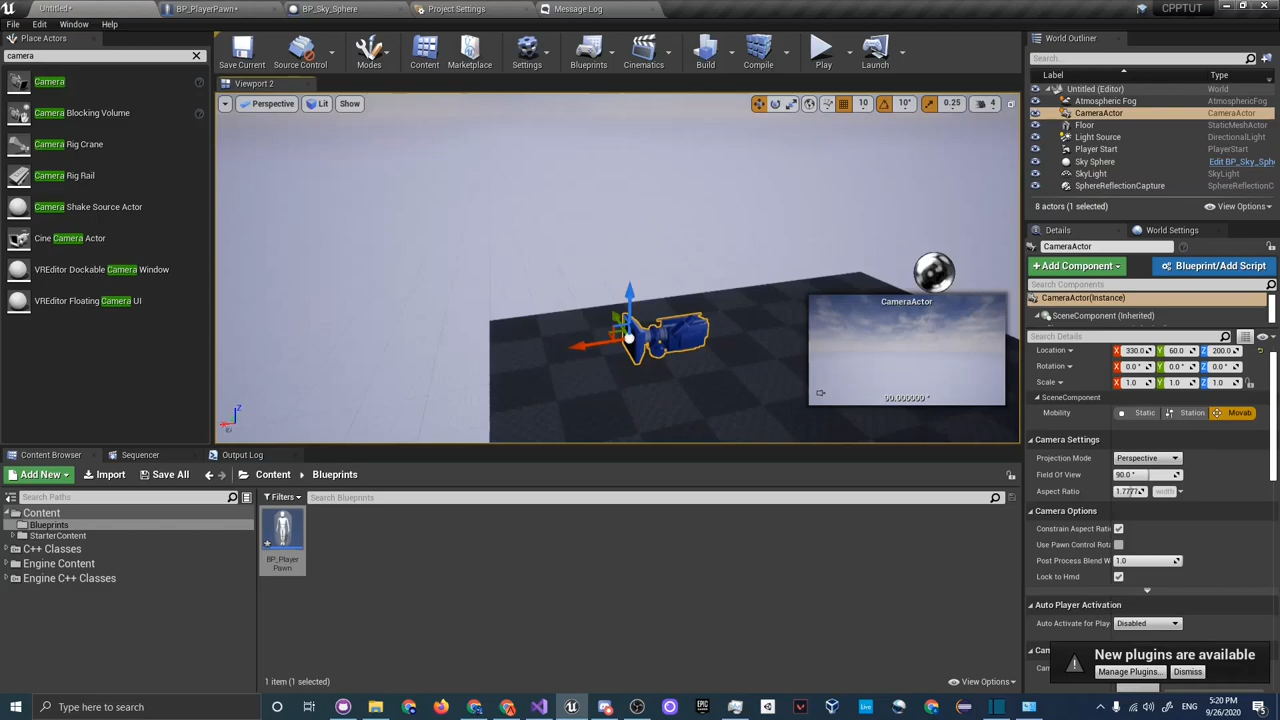 Untitled*
BP_PlayerPawn*
BP_Sky_Sphere
Project Settings
Message Log
CPPTUT
File Edit Window Help
Place Actors
camera
Camera
Camera Blocking Volume
Camera Rig Crane
Camera Rig Rail
Camera Shake Source Actor
Cine Camera Actor
VREditor Dockable Camera Window
VREditor Floating Camera UI
Save Current
Source Control
Modes
Content
Marketplace
Settings
Blueprints
Cinematics
Build
Compile
Play
Launch
Viewport 2
Perspective
Lit
Show
10
10°
0.25
4
CameraActor
90.000000 °
World Outliner
Search...
Label
Type
Untitled (Editor) World
Atmospheric Fog AtmosphericFog
CameraActor CameraActor
Floor StaticMeshActor
Light Source DirectionalLight
Player Start PlayerStart
Sky Sphere Edit BP_Sky_Sph
SkyLight SkyLight
SphereReflectionCapture SphereReflectionC
8 actors (1 selected)
View Options
Details
World Settings
CameraActor
+Add Component
Blueprint/Add Script
Search Components
CameraActor(Instance)
SceneComponent (Inherited)
Search Details
Location X 330.0 Y 60.0 Z 200.0
Rotation X 0.0 ° Y 0.0 ° Z 0.0 °
Scale X 1.0 Y 1.0 Z 1.0
SceneComponent
Mobility Static Station Movab
Camera Settings
Projection Mode Perspective
Field Of View 90.0 °
Aspect Ratio 1.7777 width
Camera Options
Constrain Aspect Rati
Use Pawn Control Rota
Post Process Blend W 1.0
Lock to Hmd
Auto Player Activation
Auto Activate for Play Disabled
New plugins are available
Manage Plugins...
Dismiss
Content Browser
Sequencer
Output Log
Add New
Import
Save All
Content
Blueprints
Search Paths
Filters
Search Blueprints
Content
Blueprints
StarterContent
C++ Classes
Engine Content
Engine C++ Classes
BP_Player
Pawn
1 item (1 selected)
View Options
Type here to search
Live
5:20 PM
9/26/2020